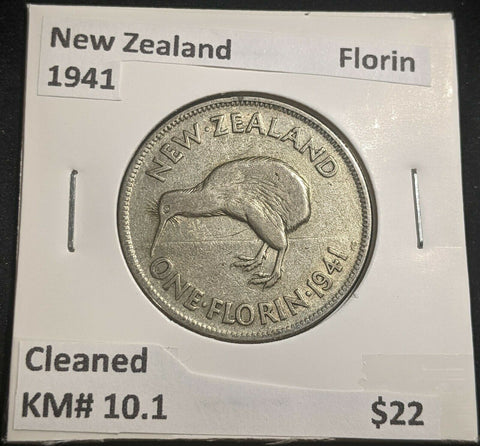 New Zealand Florin
1941
NEW·ZEALAND
ONE·FLORIN·1941
Cleaned
KM# 10.1 $22